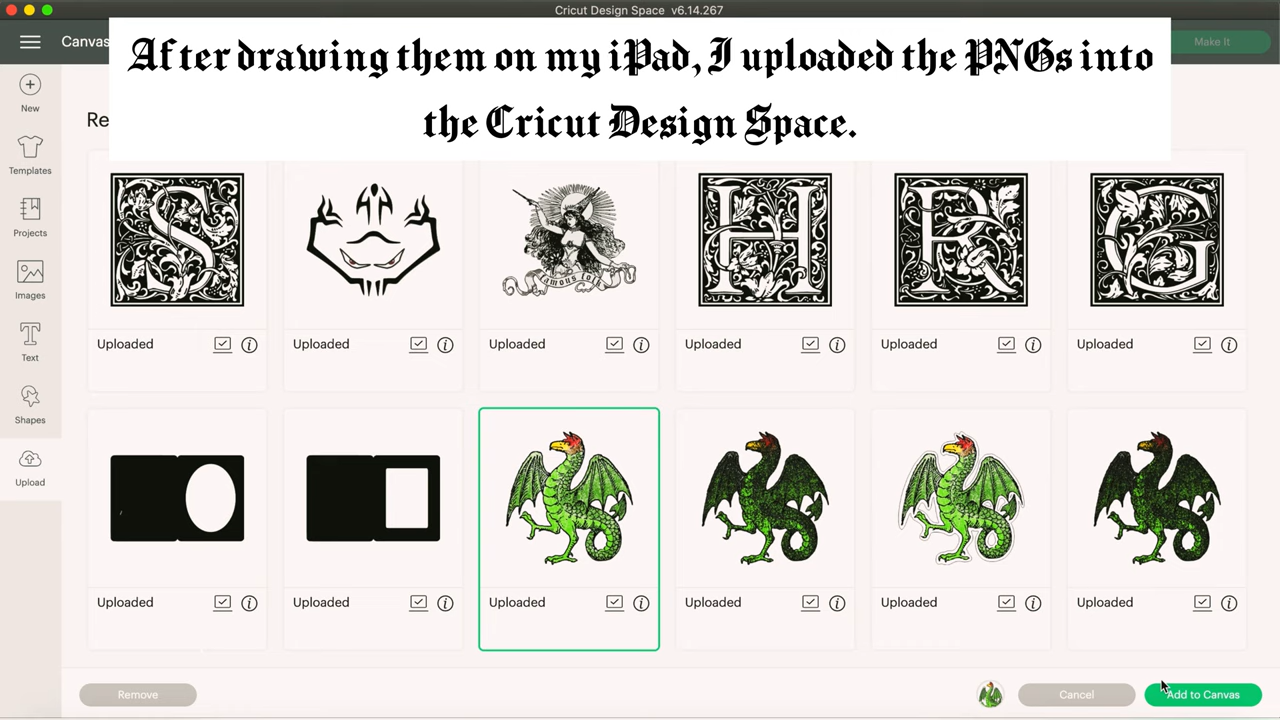 Cricut Design Space v6.14.267
Canvas
Make It
After drawing them on my iPad, I uploaded the PNGs into
the Cricut Design Space.
New
Templates
Projects
Images
Text
Shapes
Upload
Re
S
H
R
G
Uploaded
Uploaded
Uploaded
Uploaded
Uploaded
Uploaded
Uploaded
Uploaded
Uploaded
Uploaded
Uploaded
Uploaded
Remove
Cancel
Add to Canvas